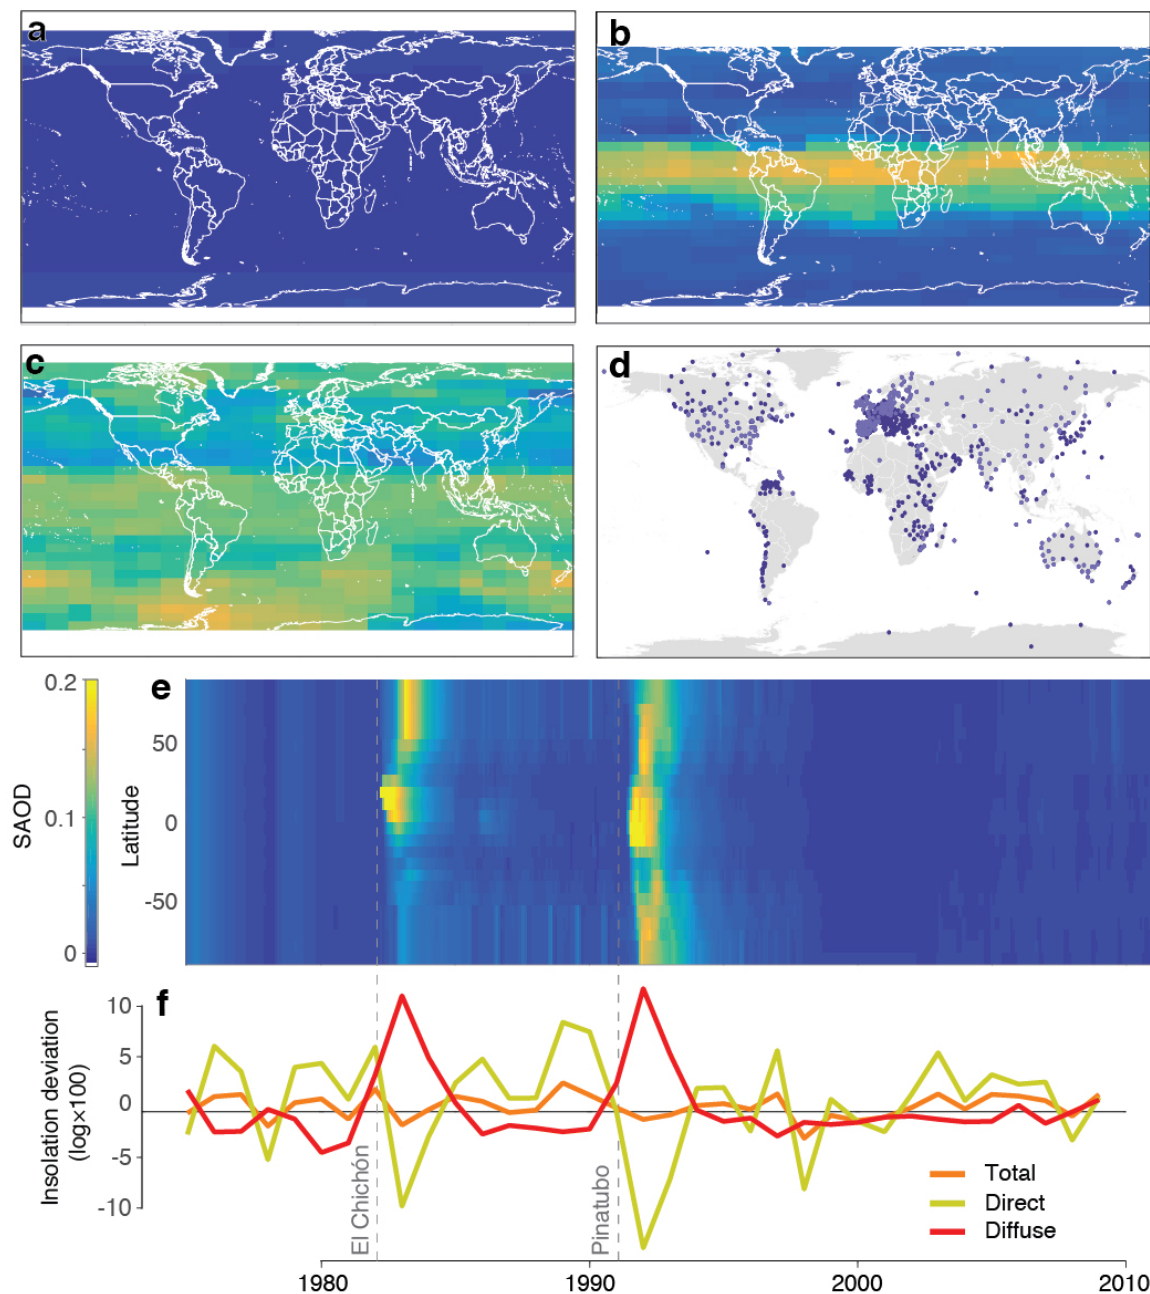 a
b
c
d
e
0.2
0.1
0
SAOD
50
0
-50
Latitude
f
10
5
0
-5
-10
Insolation deviation
(log×100)
El Chichón
Pinatubo
Total
Direct
Diffuse
1980
1990
2000
2010